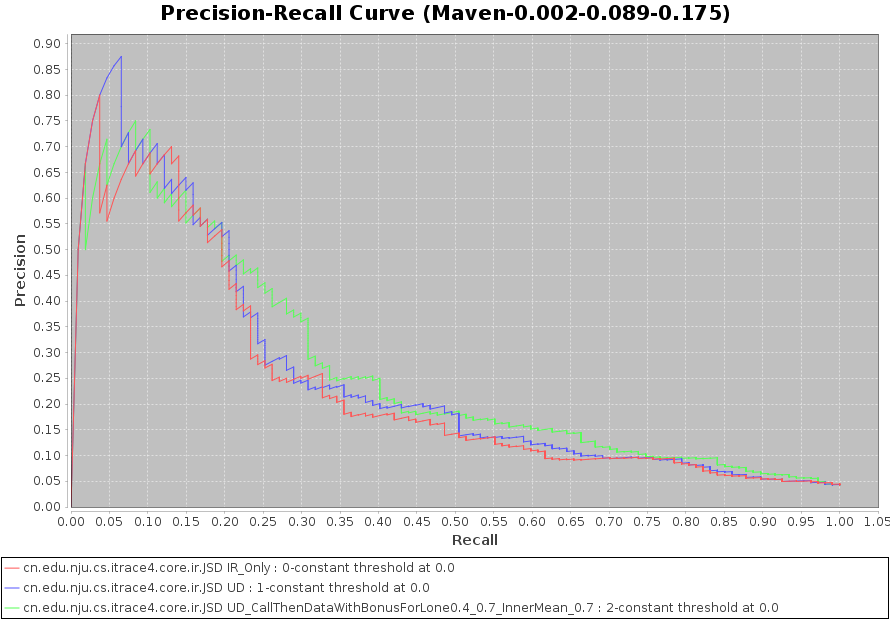 Precision-Recall Curve (Maven-0.002-0.089-0.175)
0.90
0.85
0.80
0.75
0.70
0.65
0.60
0.55
0.50
0.45
0.40
0.35
0.30
0.25
0.20
0.15
0.10
0.05
0.00
Precision
0.00 0.05 0.10 0.15 0.20 0.25 0.30 0.35 0.40 0.45 0.50 0.55 0.60 0.65 0.70 0.75 0.80 0.85 0.90 0.95 1.00 1.05
Recall
cn.edu.nju.cs.itrace4.core.ir.JSD IR_Only : 0-constant threshold at 0.0
cn.edu.nju.cs.itrace4.core.ir.JSD UD : 1-constant threshold at 0.0
cn.edu.nju.cs.itrace4.core.ir.JSD UD_CallThenDataWithBonusForLone0.4_0.7_InnerMean_0.7 : 2-constant threshold at 0.0